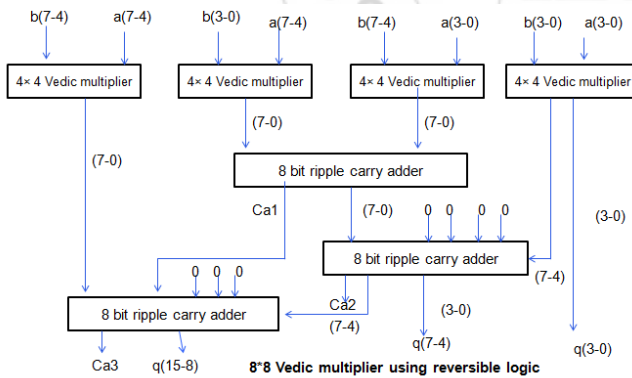 b(7-4) a(7-4) b(3-0) a(7-4) b(7-4) a(3-0) b(3-0) a(3-0)
4× 4 Vedic multiplier 4× 4 Vedic multiplier 4× 4 Vedic multiplier 4× 4 Vedic multiplier
(7-0) (7-0)
(7-0)
8 bit ripple carry adder
Ca1 (7-0) 0 0 0 0 (3-0)
8 bit ripple carry adder
0 0 0 (7-4)
Ca2
8 bit ripple carry adder (7-4) (3-0)
q(7-4) q(3-0)
Ca3 q(15-8) 8*8 Vedic multiplier using reversible logic